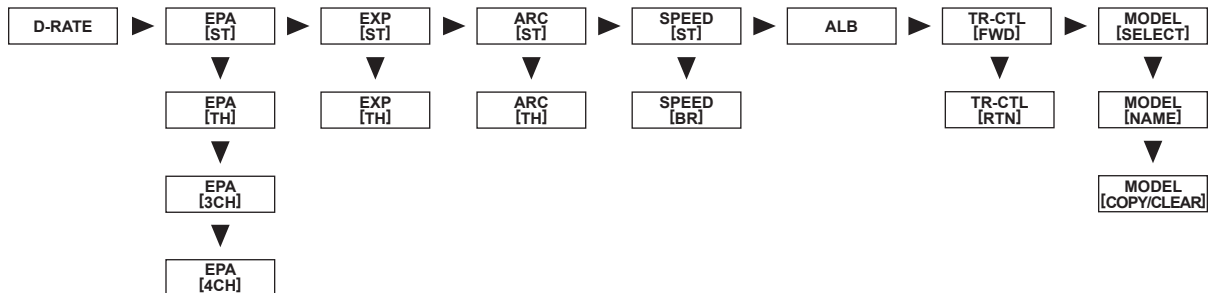 D-RATE
EPA
[ST]
EXP
[ST]
ARC
[ST]
SPEED
[ST]
ALB
TR-CTL
[FWD]
MODEL
[SELECT]
EPA
[TH]
EXP
[TH]
ARC
[TH]
SPEED
[BR]
TR-CTL
[RTN]
MODEL
[NAME]
EPA
[3CH]
MODEL
[COPY/CLEAR]
EPA
[4CH]